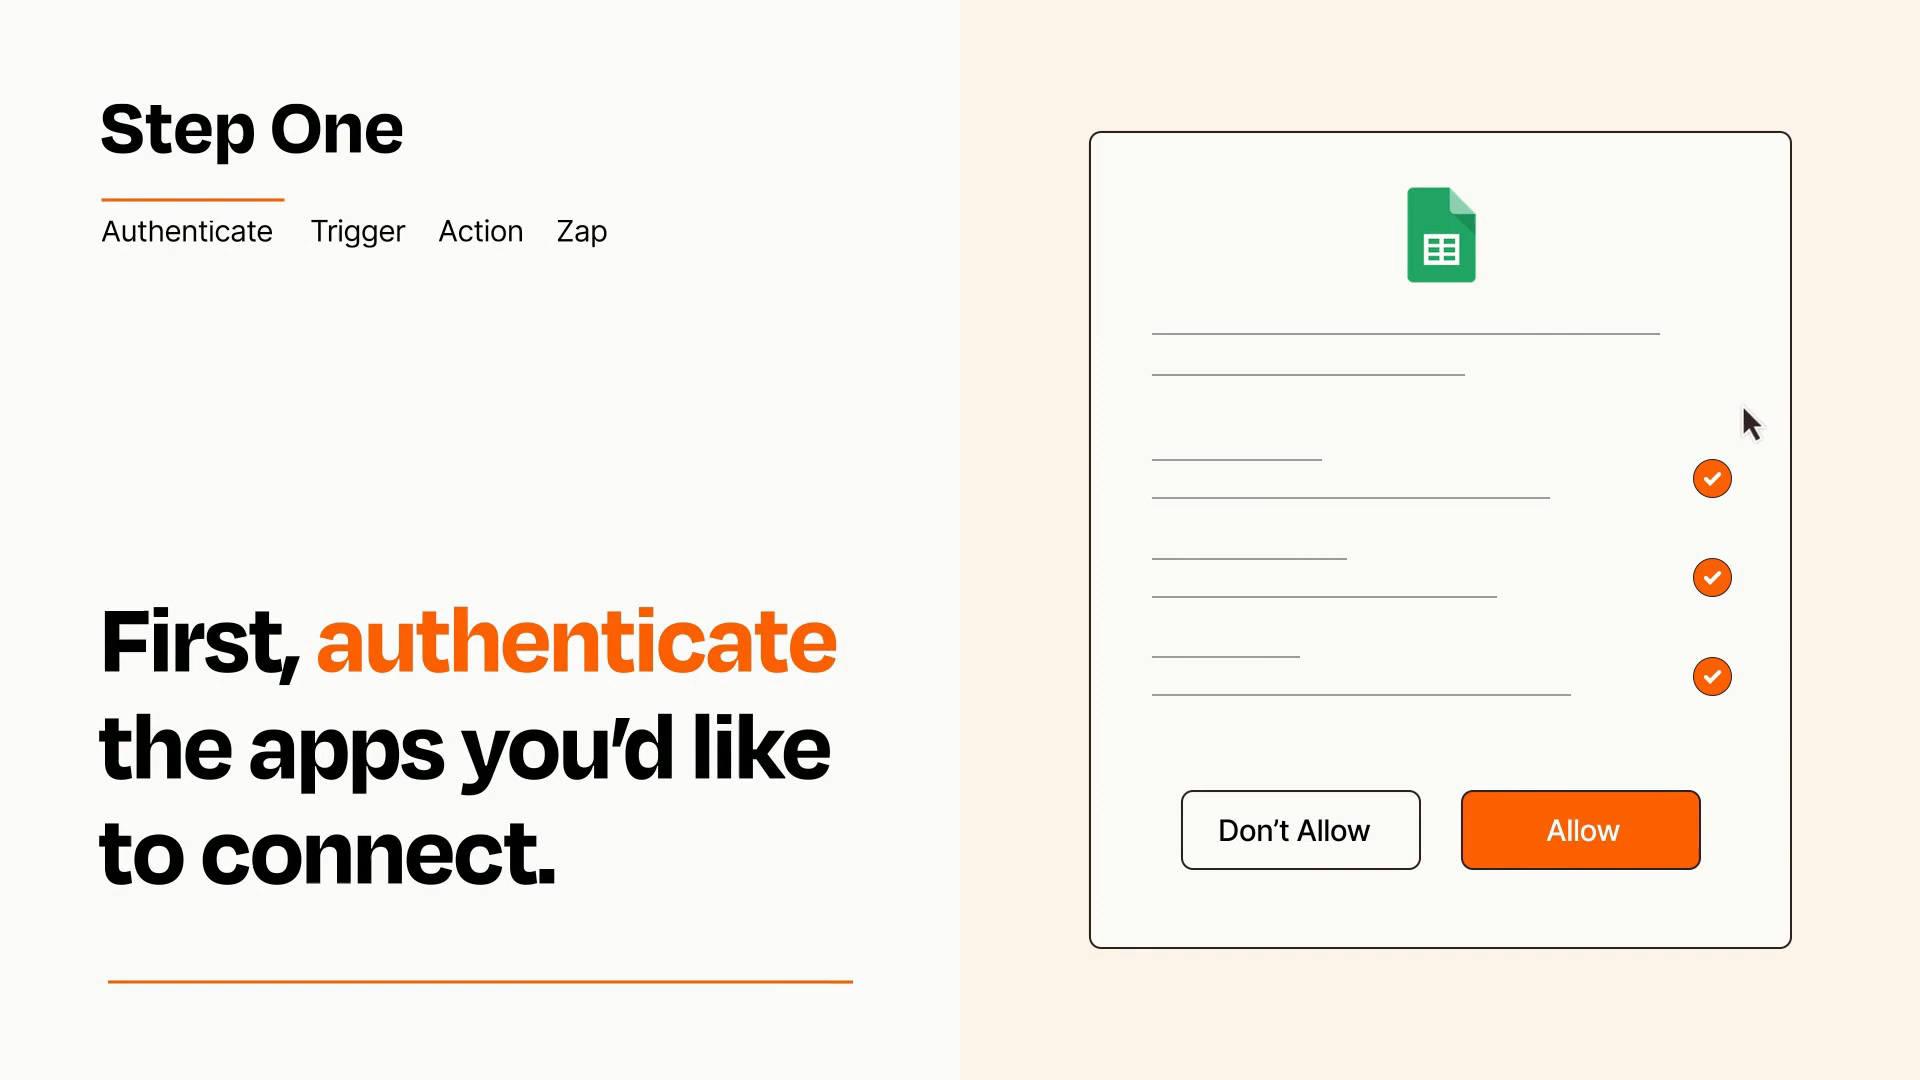 Step One
Authenticate Trigger Action Zap
First, authenticate
the apps you’d like
to connect.
Don’t Allow
Allow